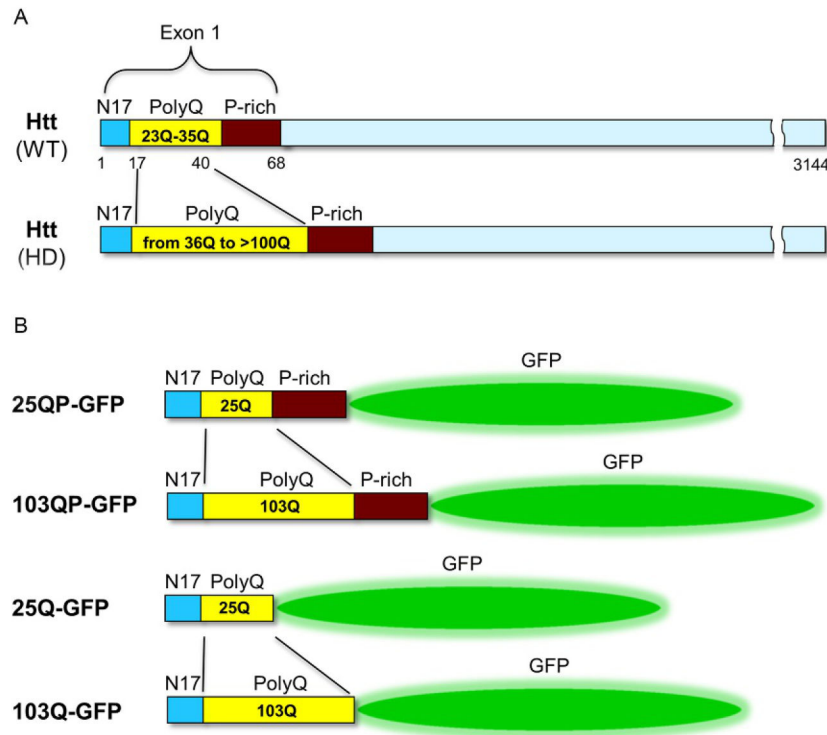 A
Exon 1
N17 PolyQ P-rich
Htt
(WT)
23Q-35Q
1 17 40 68 3144
N17 PolyQ P-rich
Htt
(HD)
from 36Q to >100Q
B
GFP
N17 PolyQ P-rich
25QP-GFP
25Q
GFP
N17 PolyQ P-rich
103QP-GFP
103Q
GFP
N17 PolyQ
25Q-GFP
25Q
GFP
N17 PolyQ
103Q-GFP
103Q